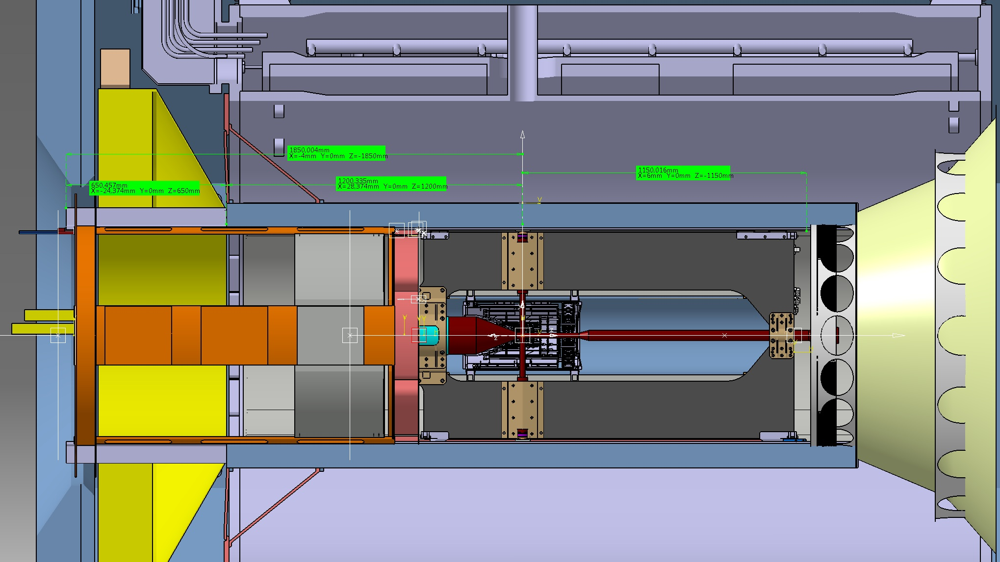 1850,004mm
X=-4mm Y=0mm Z=-1850mm
1150,016mm
X=6mm Y=0mm Z=-1150mm
1200,335mm
X=28,374mm Y=0mm Z=1200mm
650,457mm
X=-24,374mm Y=0mm Z=650mm